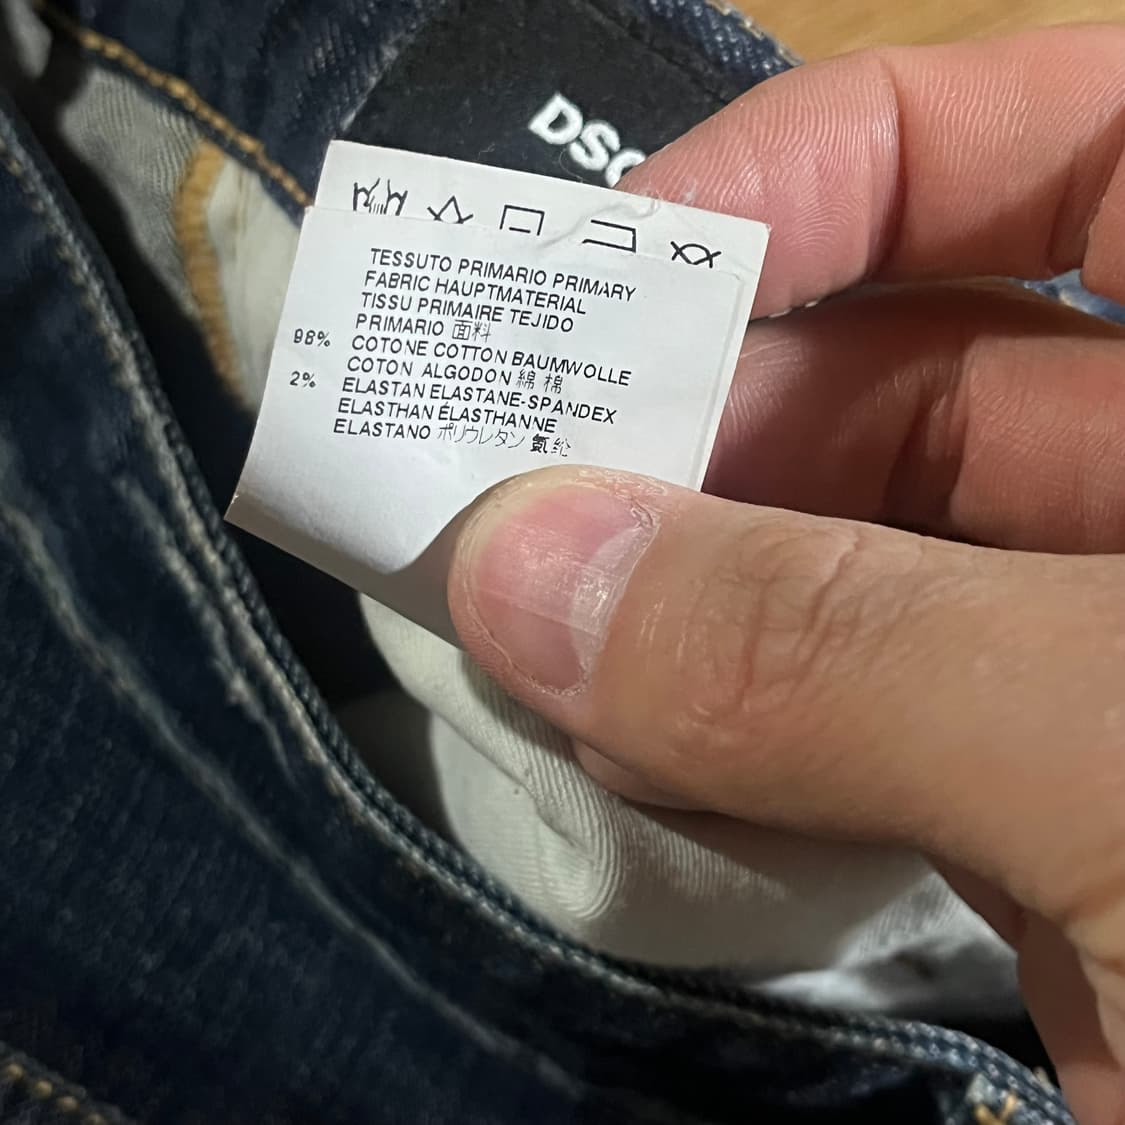 DSQ
TESSUTO PRIMARIO PRIMARY
FABRIC HAUPTMATERIAL
TISSU PRIMAIRE TEJIDO
PRIMARIO 面料
98% COTONE COTTON BAUMWOLLE
COTON ALGODON 綿 棉
2% ELASTAN ELASTANE-SPANDEX
ELASTHAN ÉLASTHANNE
ELASTANO ポリウレタン 氨纶